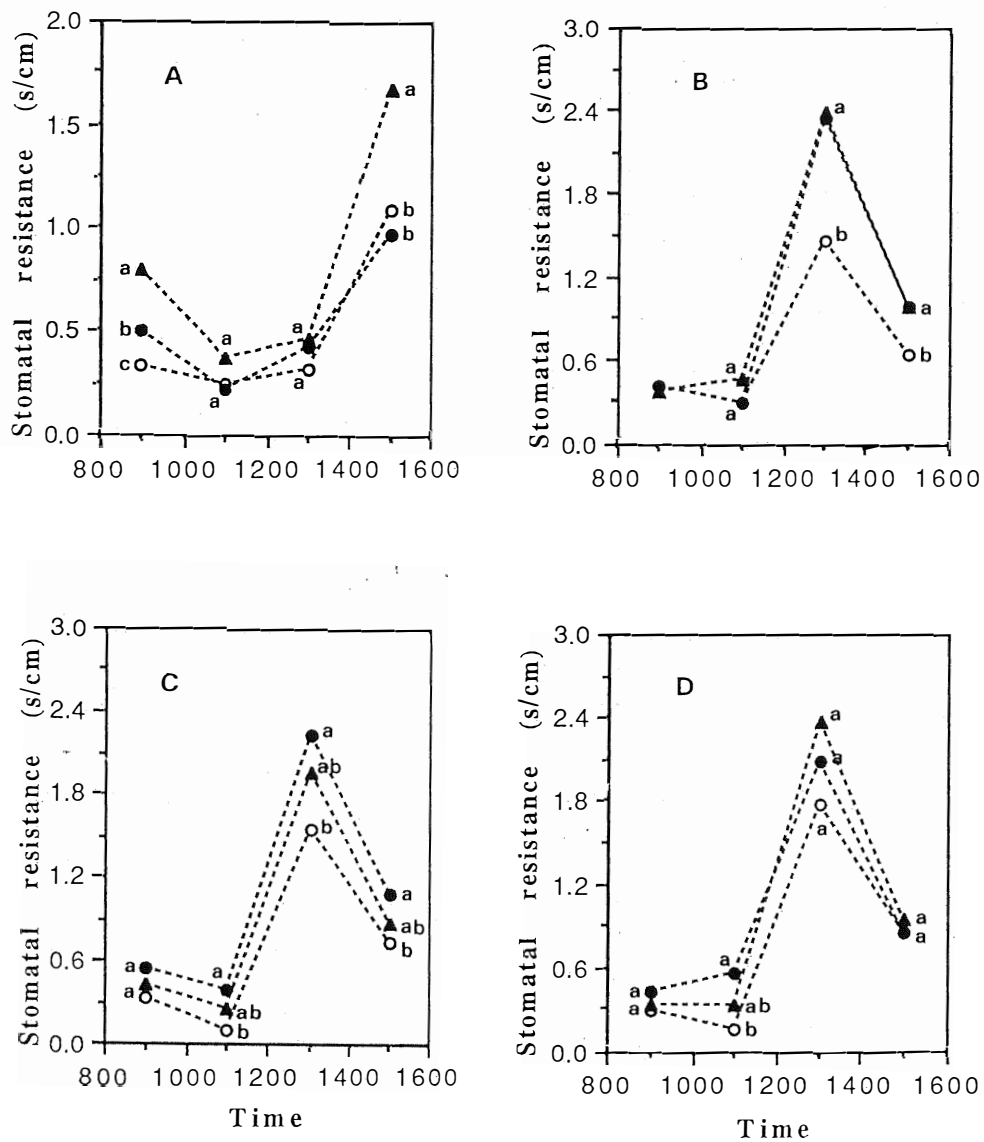 Stomatal resistance (s/cm)
2.0
1.5
1.0
0.5
0.0
A
a
a
b
b
a
a
b
c
a
a
800 1000 1200 1400 1600
Stomatal resistance (s/cm)
3.0
2.4
1.8
1.2
0.6
0.0
B
a
b
a
a
b
a
800 1000 1200 1400 1600
Stomatal resistance (s/cm)
3.0
2.4
1.8
1.2
0.6
0.0
C
a
ab
b
a
a
a
ab
b
a
ab
b
800 1000 1200 1400 1600
Time
Stomatal resistance (s/cm)
3.0
2.4
1.8
1.2
0.6
0.0
D
a
a
a
a
a
a
a
a
ab
b
800 1000 1200 1400 1600
Time